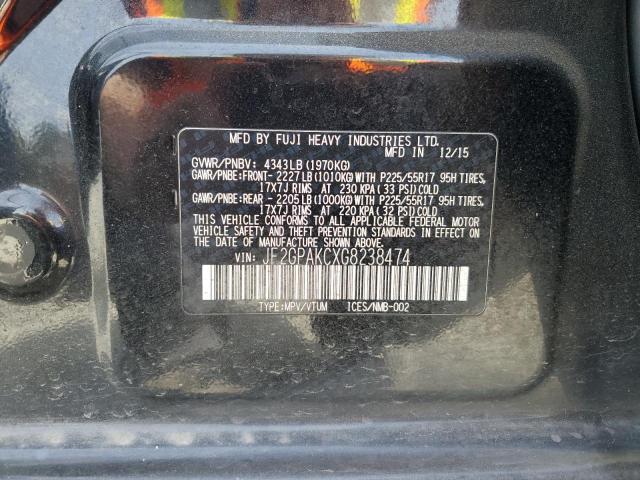 MFD BY FUJI HEAVY INDUSTRIES LTD.
MFD IN 12/15
GVWR/PNBV: 4343LB (1970KG)
GAWR/PNBE:FRONT- 2227LB(1010KG)WITH P225/55R17 95H TIRES,
17X7J RIMS AT 230 KPA(33 PSI)COLD
GAWR/PNBE:REAR - 2205LB(1000KG)WITH P225/55R17 95H TIRES,
17X7J RIMS AT 220 KPA(32 PSI)COLD
THIS VEHICLE CONFORMS TO ALL APPLICABLE FEDERAL MOTOR
VEHICLE SAFETY AND THEFT PREVENTION STANDARDS IN EFFECT
ON THE DATE OF MANUFACTURE SHOWN ABOVE.
VIN: JF2GPAKCXG8238474
TYPE:MPV/VTUM ICES/NMB-002